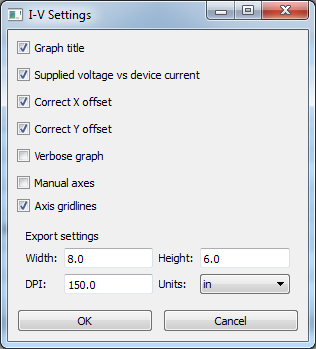 I-V Settings
Graph title
Supplied voltage vs device current
Correct X offset
Correct Y offset
Verbose graph
Manual axes
Axis gridlines
Export settings
Width: 8.0 Height: 6.0
DPI: 150.0 Units: in
OK Cancel